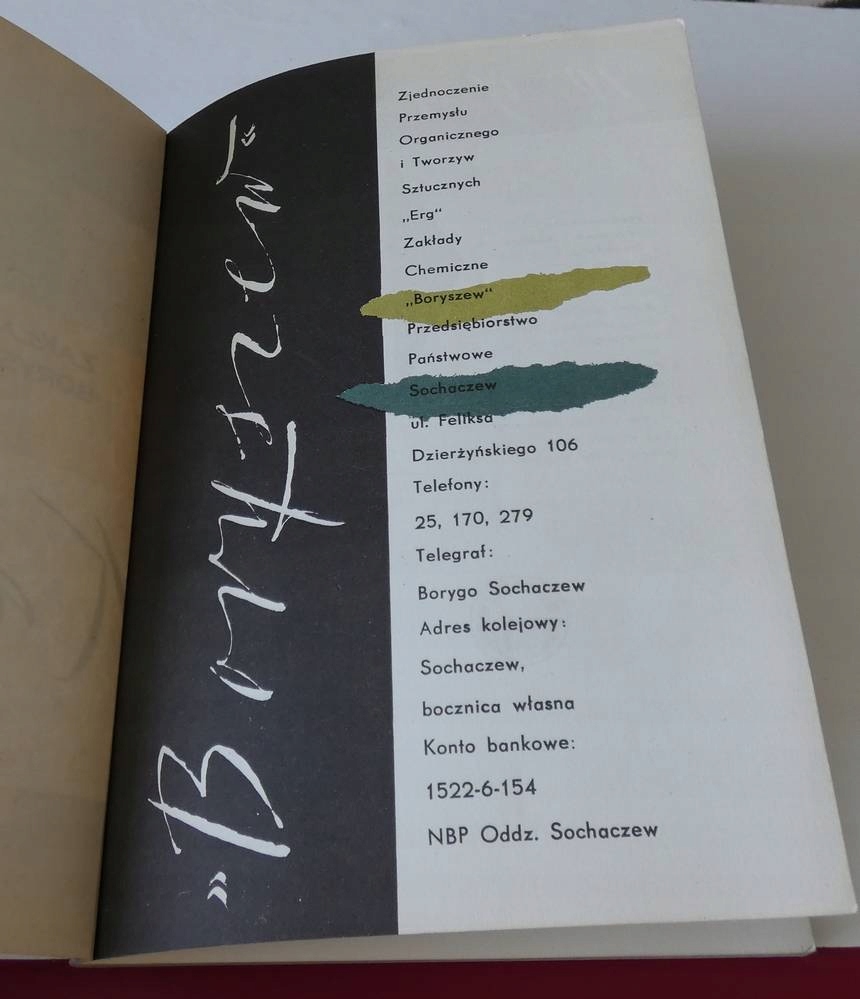 »Boryszew«
Zjednoczenie
Przemysłu
Organicznego
i Tworzyw
Sztucznych
„Erg“
Zakłady
Chemiczne
„Boryszew“
Przedsiębiorstwo
Państwowe
Sochaczew
ul. Feliksa
Dzierżyńskiego 106
Telefony:
25, 170, 279
Telegraf:
Borygo Sochaczew
Adres kolejowy:
Sochaczew,
bocznica własna
Konto bankowe:
1522-6-154
NBP Oddz. Sochaczew